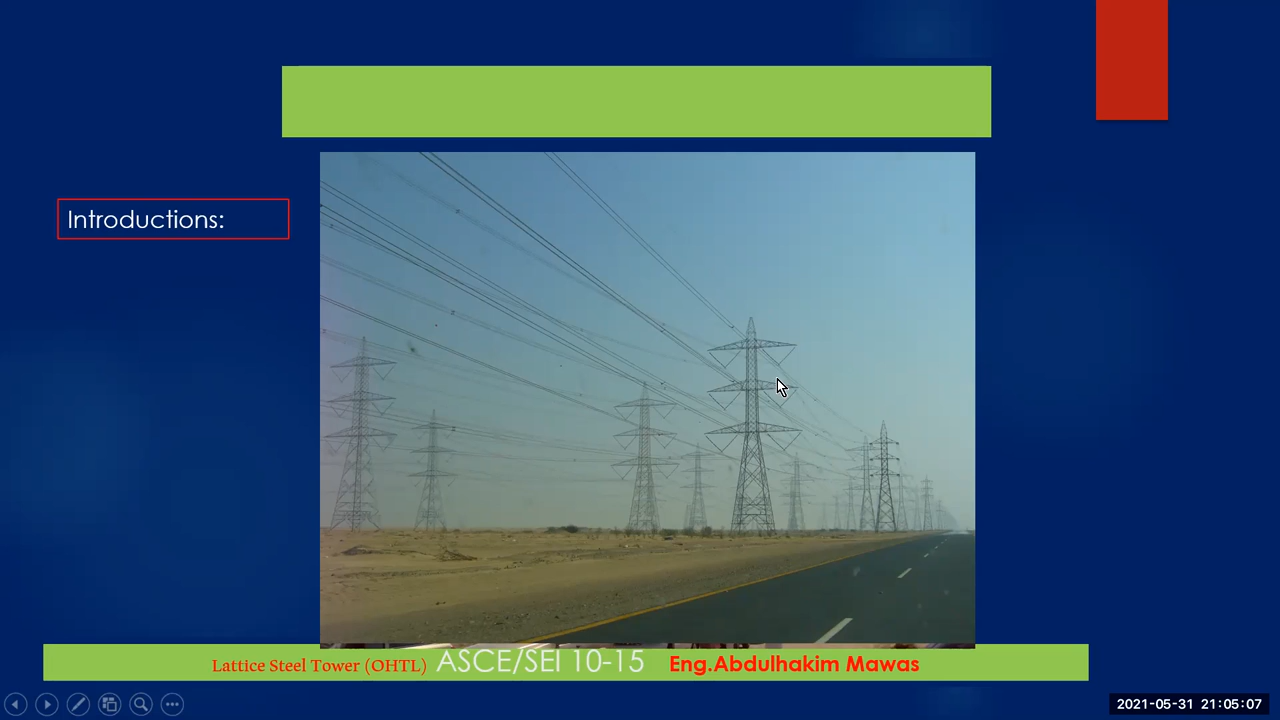 Introductions:
Lattice Steel Tower (OHTL) ASCE/SEI 10-15 Eng.Abdulhakim Mawas
2021-05-31 21:05:07